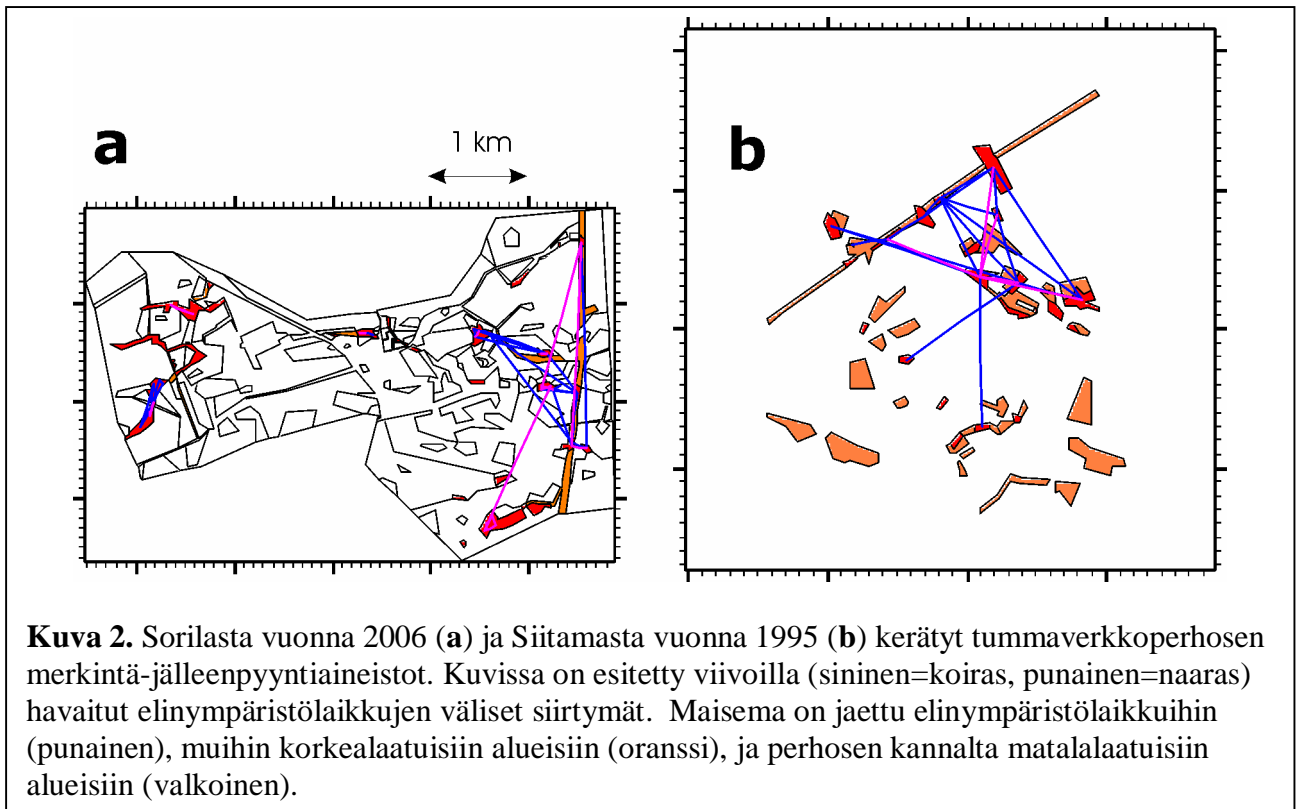 a
1 km
b
Kuva 2. Sorilasta vuonna 2006 (a) ja Siitamasta vuonna 1995 (b) kerätyt tummaverkkoperhosen
merkintä-jälleenpyyntiaineistot. Kuvissa on esitetty viivoilla (sininen=koiras, punainen=naaras)
havaitut elinympäristölaikkujen väliset siirtymät. Maisema on jaettu elinympäristölaikkuihin
(punainen), muihin korkealaatuisiin alueisiin (oranssi), ja perhosen kannalta matalalaatuisiin
alueisiin (valkoinen).